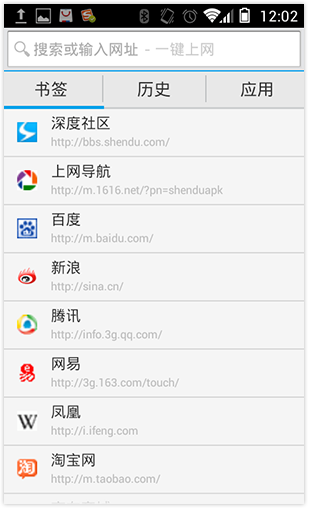 12:02
搜索或输入网址 - 一键上网
书签 历史 应用
深度社区
http://bbs.shendu.com/
上网导航
http://m.1616.net/?pn=shenduapk
百度
http://m.baidu.com/
新浪
http://sina.cn/
腾讯
http://info.3g.qq.com/
网易
http://3g.163.com/touch/
W
凤凰
http://i.ifeng.com
淘
淘宝网
http://m.taobao.com/